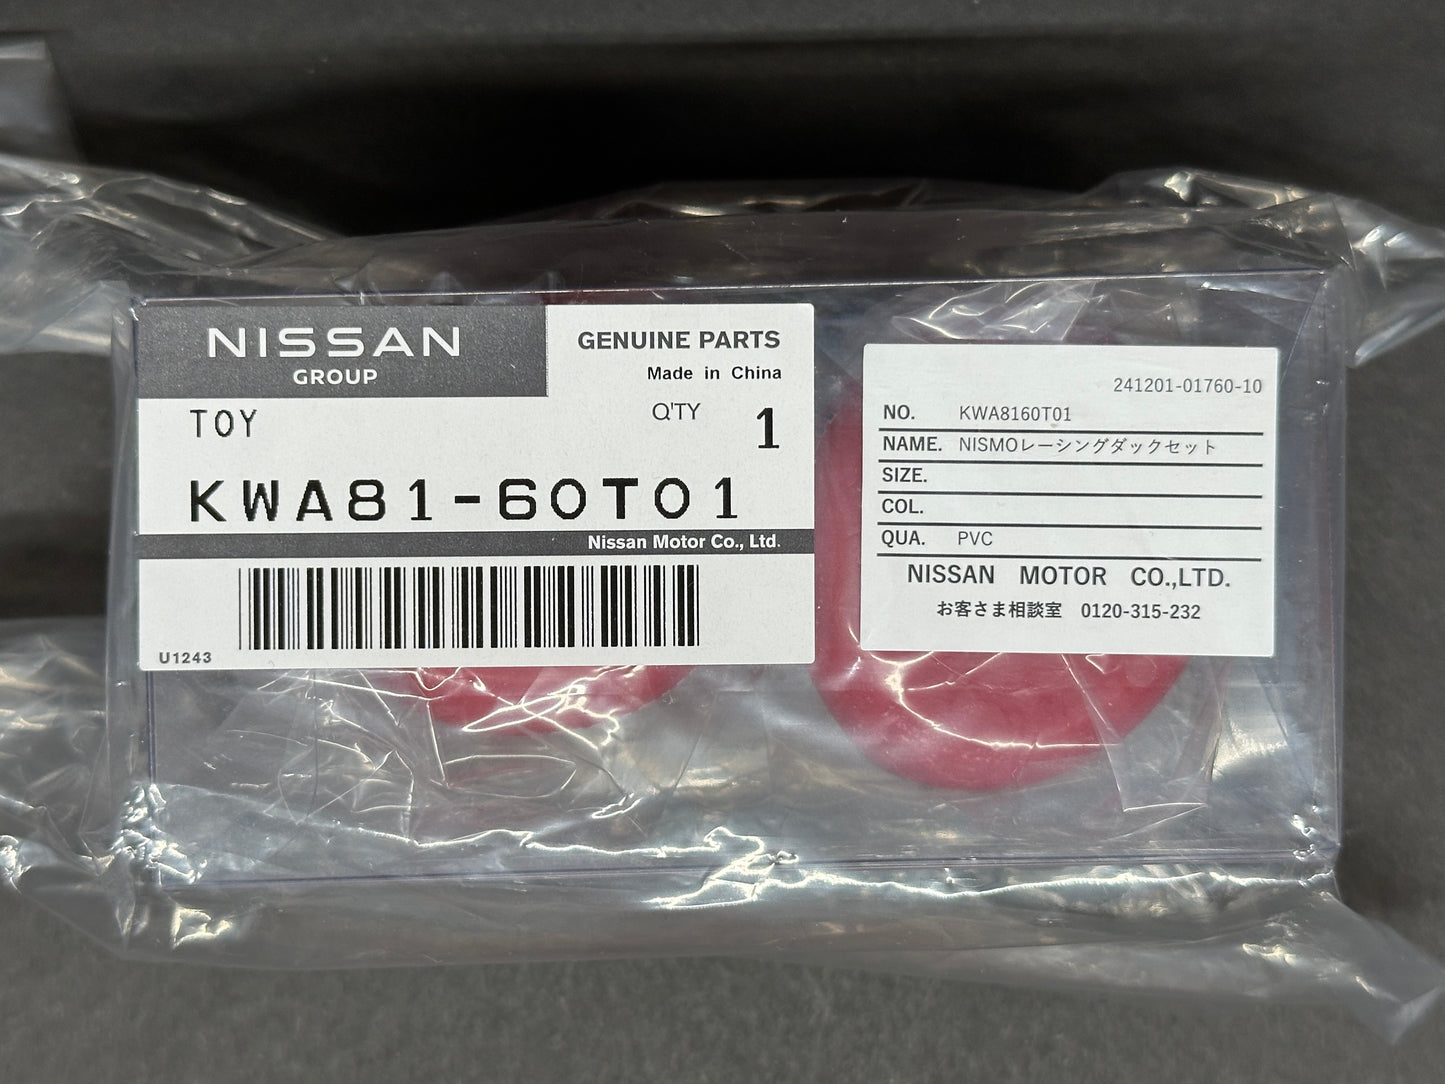 NISSAN
GROUP
GENUINE PARTS
Made in China
TOY
Q'TY 1
KWA81-60T01
Nissan Motor Co., Ltd.
U1243
241201-01760-10
NO. KWA8160T01
NAME. NISMOレーシングダックセット
SIZE.
COL.
QUA. PVC
NISSAN MOTOR CO.,LTD.
お客さま相談室 0120-315-232